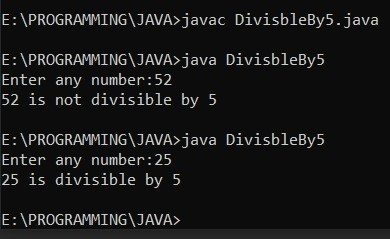 E:\PROGRAMMING\JAVA>javac DivisbleBy5.java
E:\PROGRAMMING\JAVA>java DivisbleBy5
Enter any number:52
52 is not divisible by 5
E:\PROGRAMMING\JAVA>java DivisbleBy5
Enter any number:25
25 is divisible by 5
E:\PROGRAMMING\JAVA>